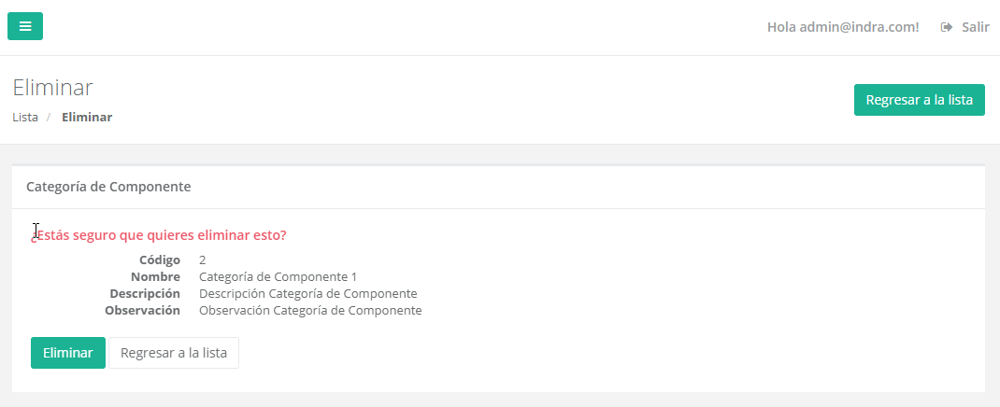 Hola admin@indra.com! Salir
Eliminar
Regresar a la lista
Lista / Eliminar
Categoría de Componente
¿Estás seguro que quieres eliminar esto?
Código 2
Nombre Categoría de Componente 1
Descripción Descripción Categoría de Componente
Observación Observación Categoría de Componente
Eliminar Regresar a la lista